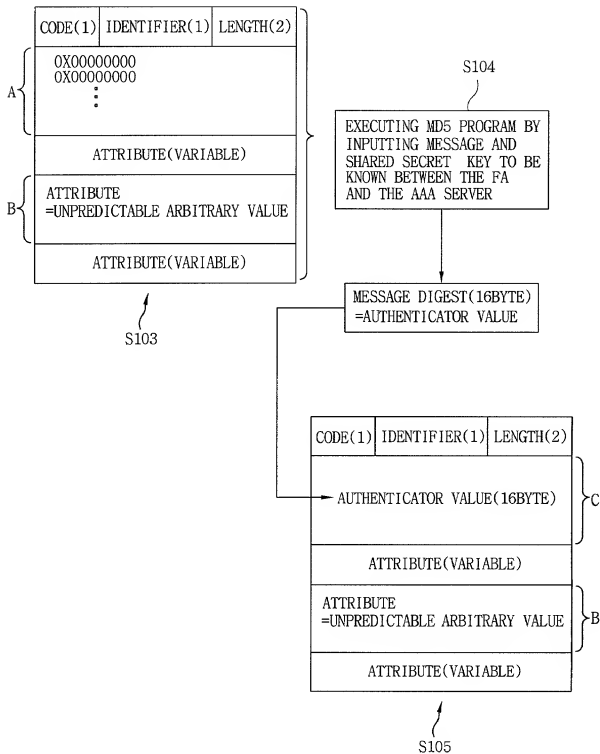 CODE(1) IDENTIFIER(1) LENGTH(2)
0X00000000
0X00000000
A
ATTRIBUTE(VARIABLE)
B
ATTRIBUTE
=UNPREDICTABLE ARBITRARY VALUE
ATTRIBUTE(VARIABLE)
S103
S104
EXECUTING MD5 PROGRAM BY
INPUTTING MESSAGE AND
SHARED SECRET KEY TO BE
KNOWN BETWEEN THE FA
AND THE AAA SERVER
MESSAGE DIGEST(16BYTE)
=AUTHENTICATOR VALUE
CODE(1) IDENTIFIER(1) LENGTH(2)
AUTHENTICATOR VALUE(16BYTE)
C
ATTRIBUTE(VARIABLE)
ATTRIBUTE
=UNPREDICTABLE ARBITRARY VALUE
B
ATTRIBUTE(VARIABLE)
S105